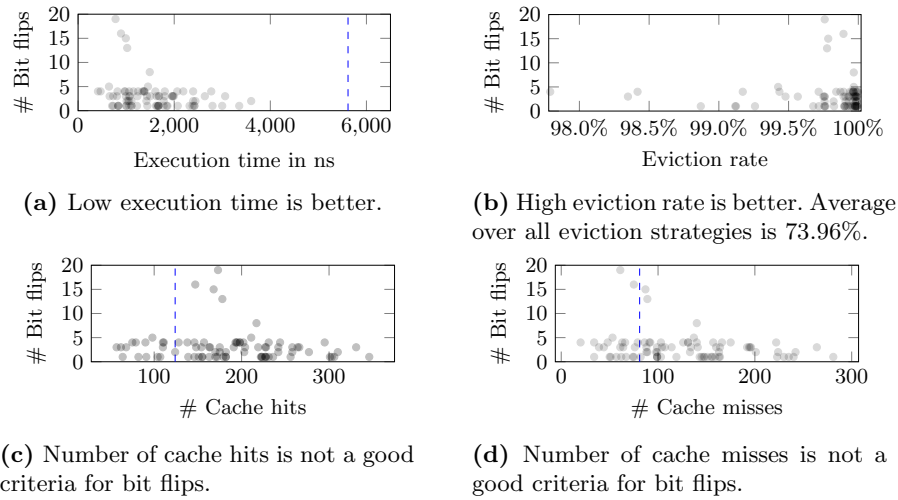 20
15
10
5
0
# Bit flips
0 2,000 4,000 6,000
Execution time in ns
(a) Low execution time is better.
20
15
10
5
0
# Bit flips
98.0% 98.5% 99.0% 99.5% 100%
Eviction rate
(b) High eviction rate is better. Average
over all eviction strategies is 73.96%.
20
15
10
5
0
# Bit flips
100 200 300
# Cache hits
(c) Number of cache hits is not a good
criteria for bit flips.
20
15
10
5
0
# Bit flips
0 100 200 300
# Cache misses
(d) Number of cache misses is not a
good criteria for bit flips.